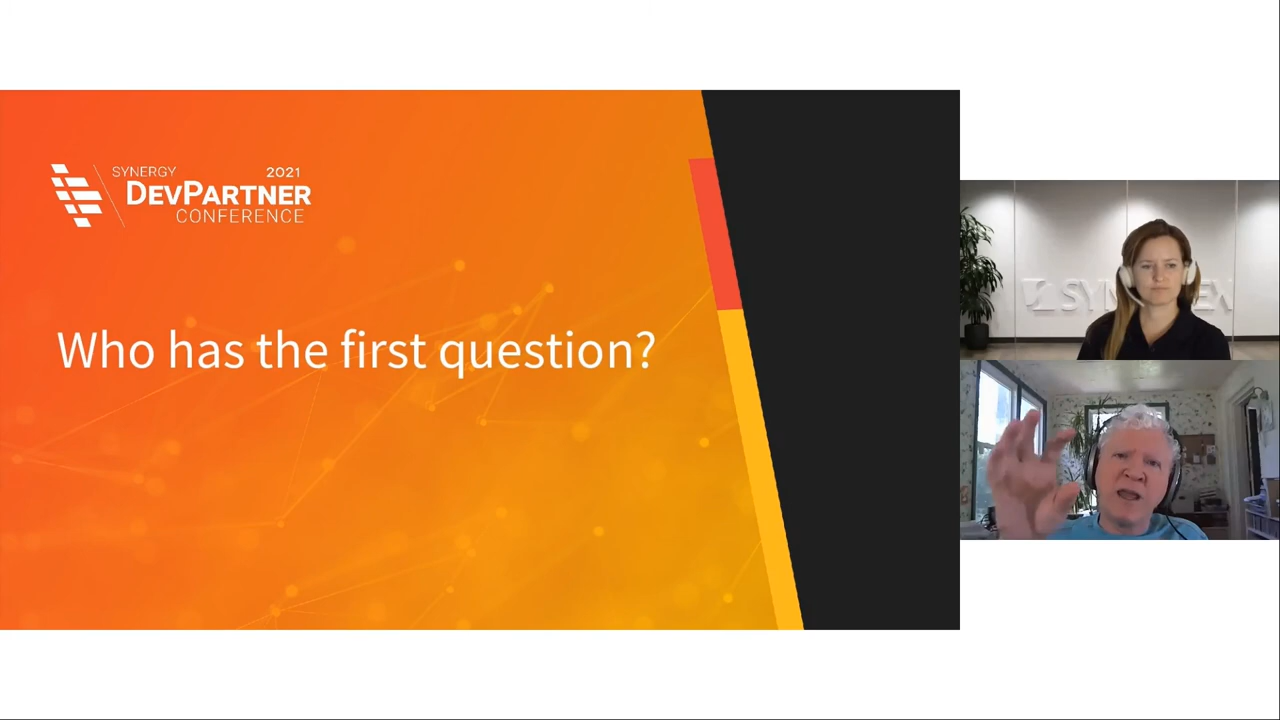 SYNERGY 2021
DEVPARTNER
CONFERENCE
Who has the first question?